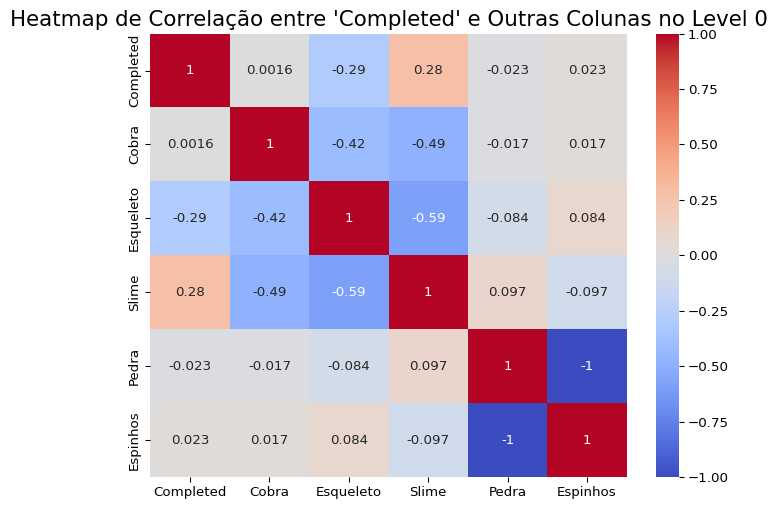 Heatmap de Correlação entre 'Completed' e Outras Colunas no Level 0
Completed 1 0.0016 -0.29 0.28 -0.023 0.023
Cobra 0.0016 1 -0.42 -0.49 -0.017 0.017
Esqueleto -0.29 -0.42 1 -0.59 -0.084 0.084
Slime 0.28 -0.49 -0.59 1 0.097 -0.097
Pedra -0.023 -0.017 -0.084 0.097 1 -1
Espinhos 0.023 0.017 0.084 -0.097 -1 1
Completed Cobra Esqueleto Slime Pedra Espinhos
1.00
0.75
0.50
0.25
0.00
−0.25
−0.50
−0.75
−1.00